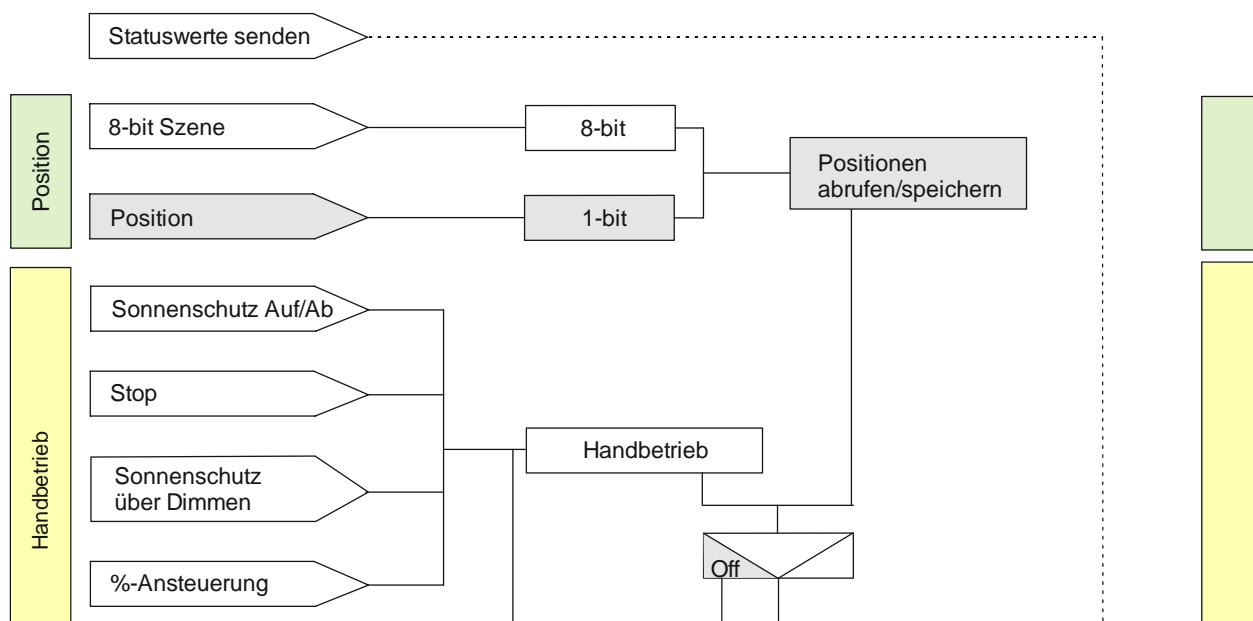 Statuswerte senden
Position
8-bit Szene
8-bit
Positionen
abrufen/speichern
Position
1-bit
Handbetrieb
Sonnenschutz Auf/Ab
Stop
Handbetrieb
Sonnenschutz
über Dimmen
Off
%-Ansteuerung